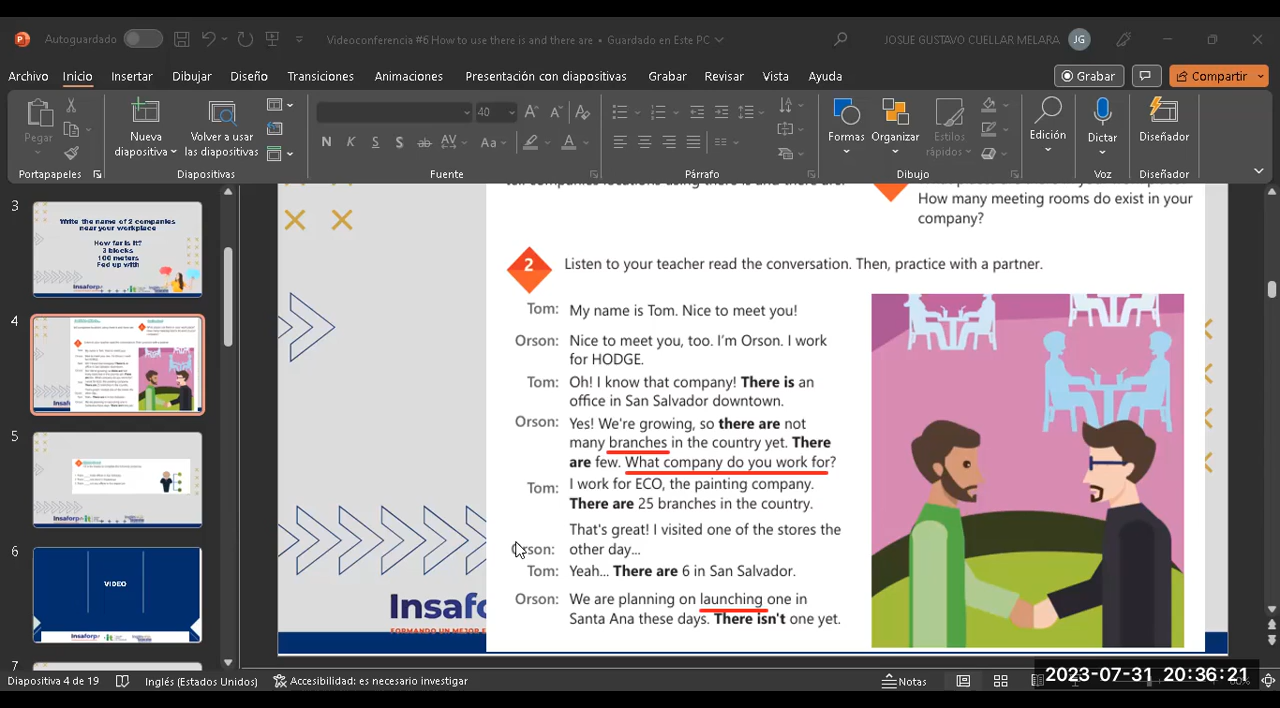 Autoguardado
Videoconferencia #6 How to use there is and there are • Guardado en Este PC
JOSUE GUSTAVO CUELLAR MELARA
JG
Archivo
Inicio
Insertar
Dibujar
Diseño
Transiciones
Animaciones
Presentación con diapositivas
Grabar
Revisar
Vista
Ayuda
Grabar
Compartir
Pegar
Nueva diapositiva
Volver a usar las diapositivas
40
N K S S ab AV Aa A
Formas
Organizar
Estilos rápidos
Edición
Dictar
Diseñador
Portapapeles
Diapositivas
Fuente
Párrafo
Dibujo
Voz
Diseñador
3
Write the name of 2 companies
near your workplace
How far is it?
3 blocks
100 meters
Fed up with
Insaforp
4
5
6
VIDEO
Insaforp
7
How many meeting rooms do exist in your
company?
2
Listen to your teacher read the conversation. Then, practice with a partner.
Tom: My name is Tom. Nice to meet you!
Orson: Nice to meet you, too. I'm Orson. I work
for HODGE.
Tom: Oh! I know that company! There is an
office in San Salvador downtown.
Orson: Yes! We're growing, so there are not
many branches in the country yet. There
are few. What company do you work for?
Tom: I work for ECO, the painting company.
There are 25 branches in the country.
That's great! I visited one of the stores the
Orson: other day...
Tom: Yeah... There are 6 in San Salvador.
Orson: We are planning on launching one in
Santa Ana these days. There isn't one yet.
Insafo
Diapositiva 4 de 19
Inglés (Estados Unidos)
Accesibilidad: es necesario investigar
Notas
2023-07-31 20:36:21